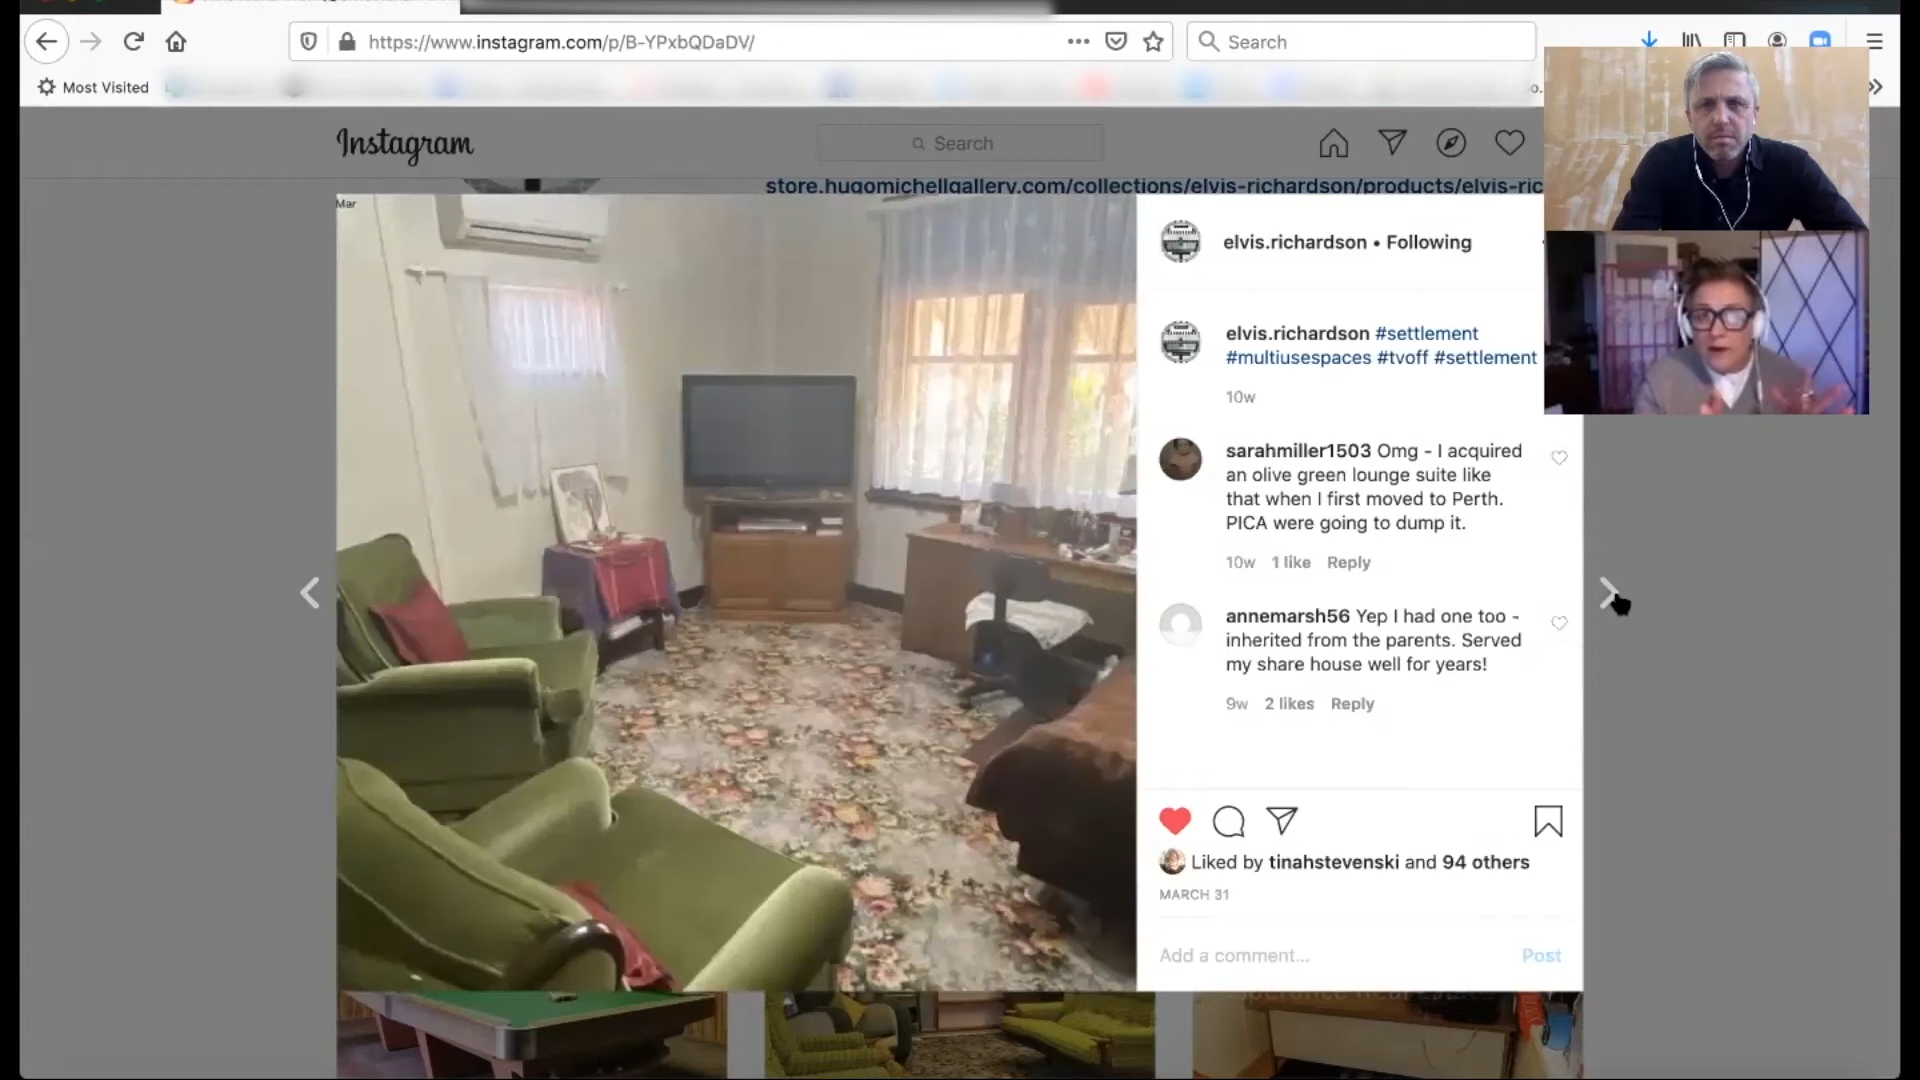 https://www.instagram.com/p/B-YPxbQDaDV/
Search
Most Visited
Instagram
Search
store.hugomichellgallery.com/collections/elvis-richardson/products/elvis-ric
Mar
elvis.richardson • Following
elvis.richardson #settlement
#multiusespaces #tvoff #settlement
10w
sarahmiller1503 Omg - I acquired
an olive green lounge suite like
that when I first moved to Perth.
PICA were going to dump it.
10w 1 like Reply
annemarsh56 Yep I had one too -
inherited from the parents. Served
my share house well for years!
9w 2 likes Reply
Liked by tinahstevenski and 94 others
MARCH 31
Add a comment... Post